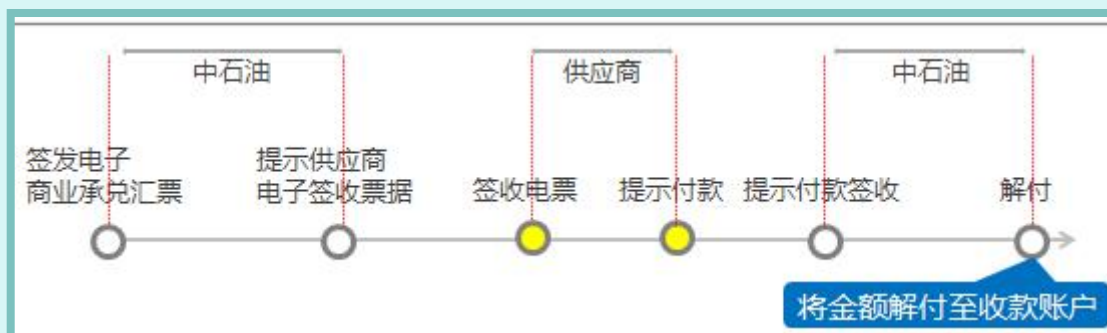 中石油
供应商
中石油
签发电子
商业承兑汇票
提示供应商
电子签收票据
签收电票
提示付款
提示付款签收
解付
将金额解付至收款账户